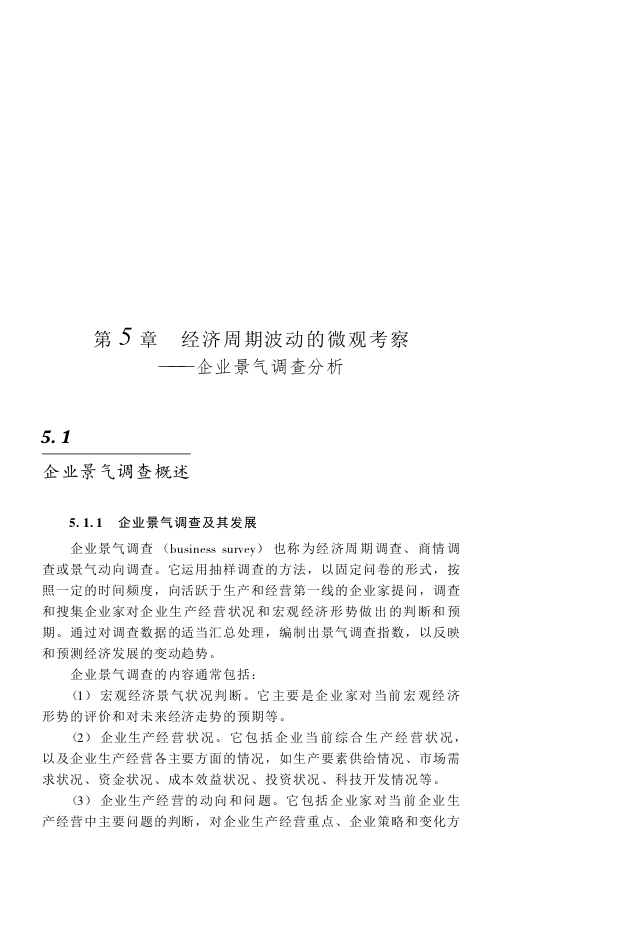 第 5 章　经济周期波动的微观考察
——企业景气调查分析
5. 1
企业景气调查概述
5. 1. 1　企业景气调查及其发展
企业景气调查（business survey）也称为经济周期调查、商情调
查或景气动向调查。它运用抽样调查的方法，以固定问卷的形式，按
照一定的时间频度，向活跃于生产和经营第一线的企业家提问，调查
和搜集企业家对企业生产经营状况和宏观经济形势做出的判断和预
期。通过对调查数据的适当汇总处理，编制出景气调查指数，以反映
和预测经济发展的变动趋势。
企业景气调查的内容通常包括：
（1）宏观经济景气状况判断。它主要是企业家对当前宏观经济
形势的评价和对未来经济走势的预期等。
（2）企业生产经营状况。它包括企业当前综合生产经营状况，
以及企业生产经营各主要方面的情况，如生产要素供给情况、市场需
求状况、资金状况、成本效益状况、投资状况、科技开发情况等。
（3）企业生产经营的动向和问题。它包括企业家对当前企业生
产经营中主要问题的判断，对企业生产经营重点、企业策略和变化方